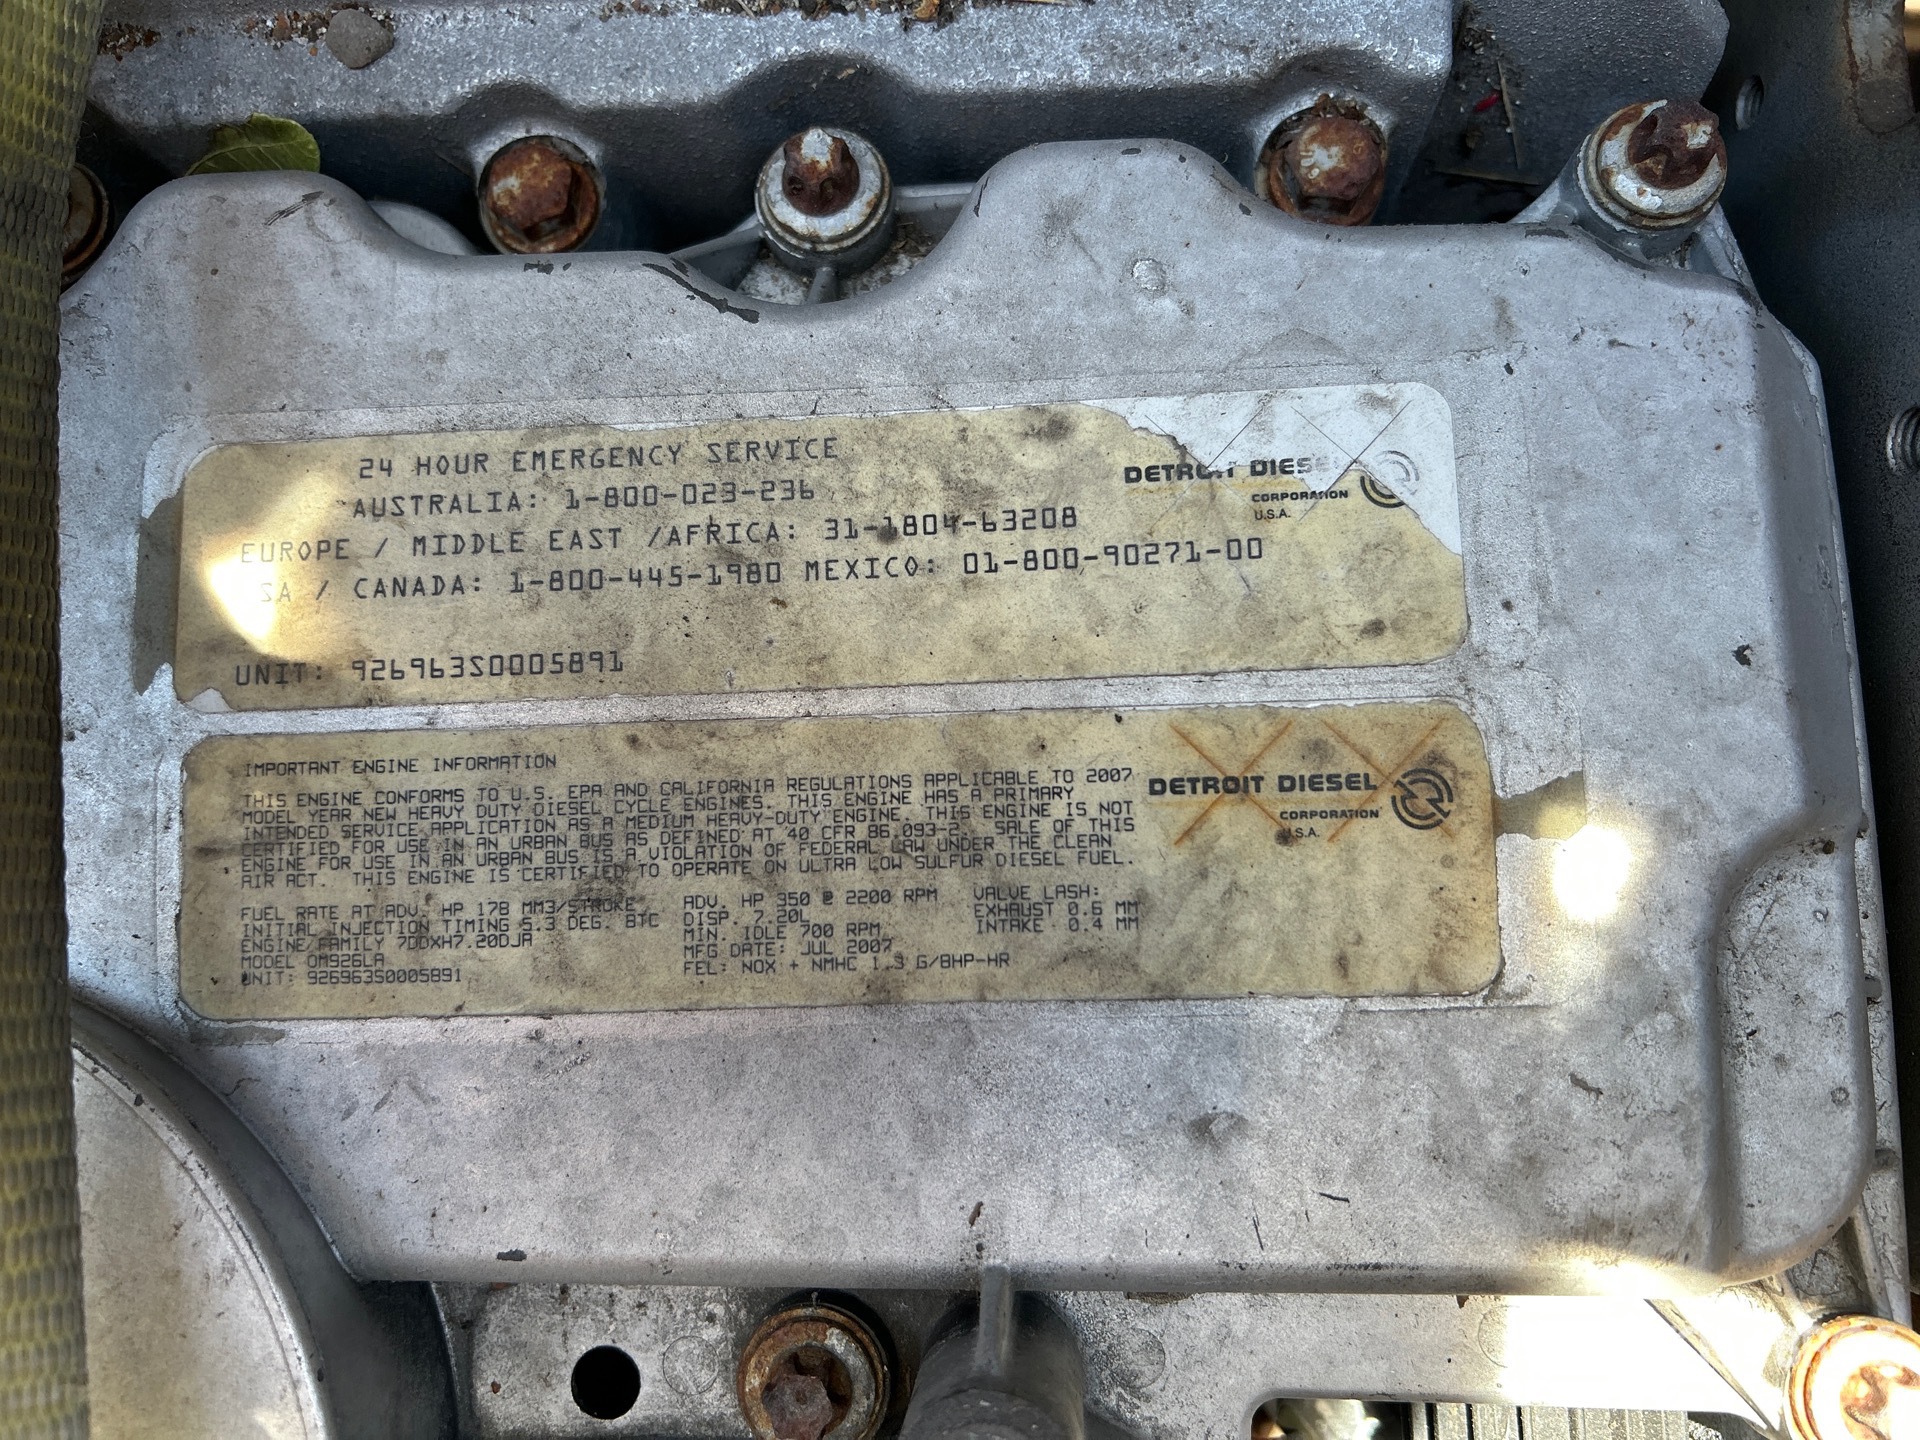 24 HOUR EMERGENCY SERVICE
AUSTRALIA: 1-800-023-236
EUROPE / MIDDLE EAST /AFRICA: 31-1804-63208
SA / CANADA: 1-800-445-1980 MEXICO: 01-800-90271-00
UNIT: 926963S0005891
DETROIT DIESEL
CORPORATION
U.S.A.
IMPORTANT ENGINE INFORMATION
THIS ENGINE CONFORMS TO U.S. EPA AND CALIFORNIA REGULATIONS APPLICABLE TO 2007
MODEL YEAR NEW HEAVY DUTY DIESEL CYCLE ENGINES. THIS ENGINE HAS A PRIMARY
INTENDED SERVICE APPLICATION AS A MEDIUM HEAVY-DUTY ENGINE. THIS ENGINE IS NOT
CERTIFIED FOR USE IN AN URBAN BUS AS DEFINED AT 40 CFR 86.093-2. SALE OF THIS
ENGINE FOR USE IN AN URBAN BUS IS A VIOLATION OF FEDERAL LAW UNDER THE CLEAN
AIR ACT. THIS ENGINE IS CERTIFIED TO OPERATE ON ULTRA LOW SULFUR DIESEL FUEL.
DETROIT DIESEL
CORPORATION
U.S.A.
FUEL RATE AT ADV. HP 178 MM3/STROKE
INITIAL INJECTION TIMING 5.3 DEG. BTC
ENGINE FAMILY 7DDXH7.20DJA
MODEL OM926LA
UNIT: 926963S0005891
ADV. HP 350 @ 2200 RPM
DISP. 7.20L
MIN. IDLE 700 RPM
MFG DATE: JUL 2007
FEL: NOX + NMHC 1.3 G/BHP-HR
VALVE LASH:
EXHAUST 0.6 MM
INTAKE 0.4 MM